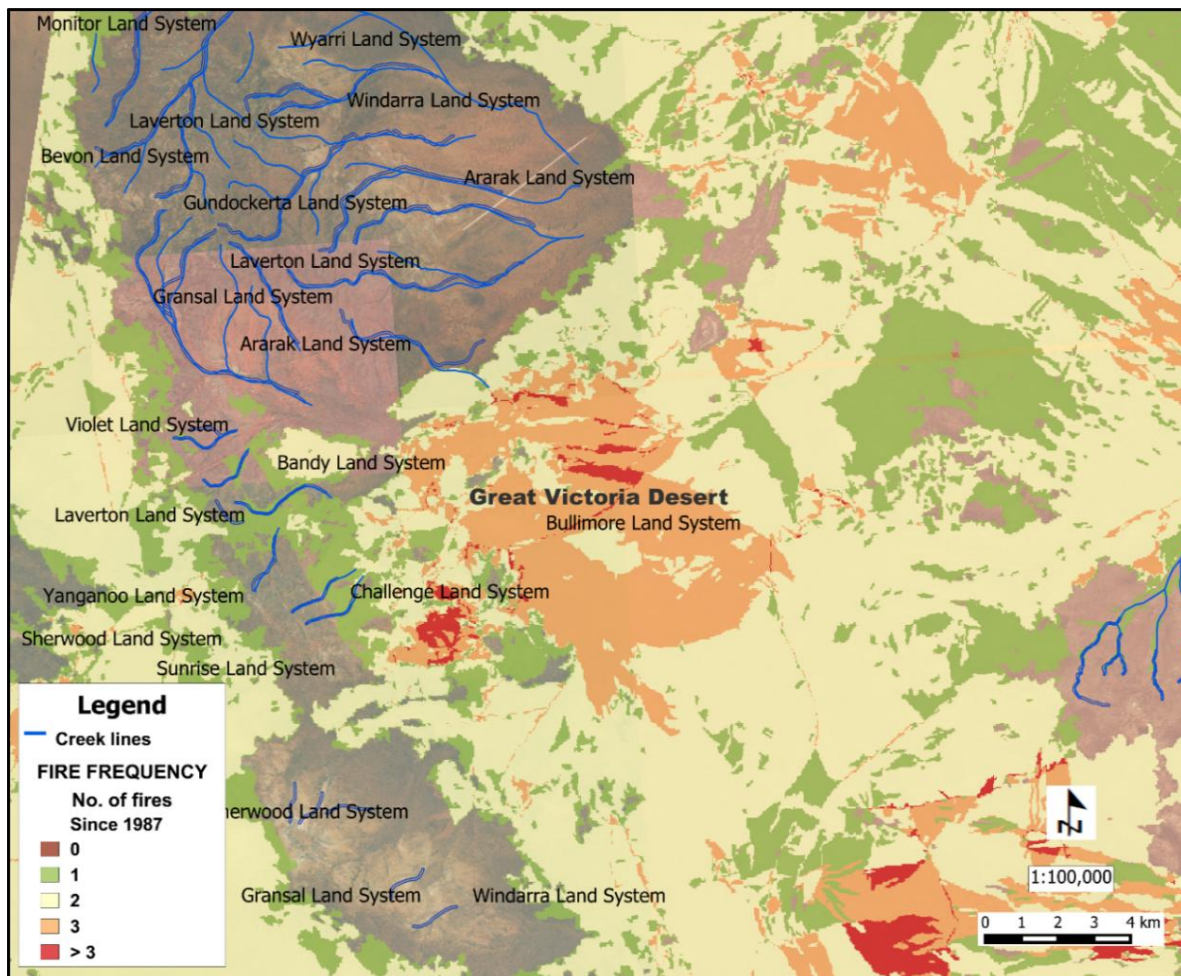 Monitor Land System
Wyarri Land System
Windarra Land System
Laverton Land System
Bevon Land System
Ararak Land System
Gundockerta Land System
Laverton Land System
Gransal Land System
Ararak Land System
Violet Land System
Bandy Land System
Great Victoria Desert
Laverton Land System
Bullimore Land System
Yanganoo Land System
Challenge Land System
Sherwood Land System
Sunrise Land System
Legend
Creek lines
FIRE FREQUENCY
No. of fires
Since 1987
0
1
2
3
> 3
herwood Land System
Gransal Land System
Windarra Land System
N
1:100,000
0 1 2 3 4 km